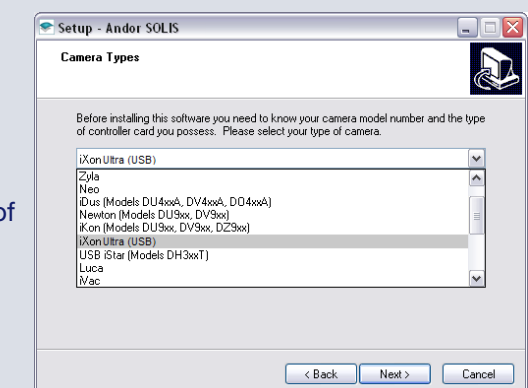 Setup - Andor SOLIS
Camera Types
Before installing this software you need to know your camera model number and the type
of controller card you possess. Please select your type of camera.
iXon Ultra (USB)
Zyla
Neo
iDus (Models DU4xxA, DV4xxA, DO4xxA)
Newton (Models DU9xx, DV9xx)
iKon (Models DU9xx, DV9xx, DZ9xx)
of
iXon Ultra (USB)
USB iStar (Models DH3xxT)
Luca
iVac
< Back
Next >
Cancel